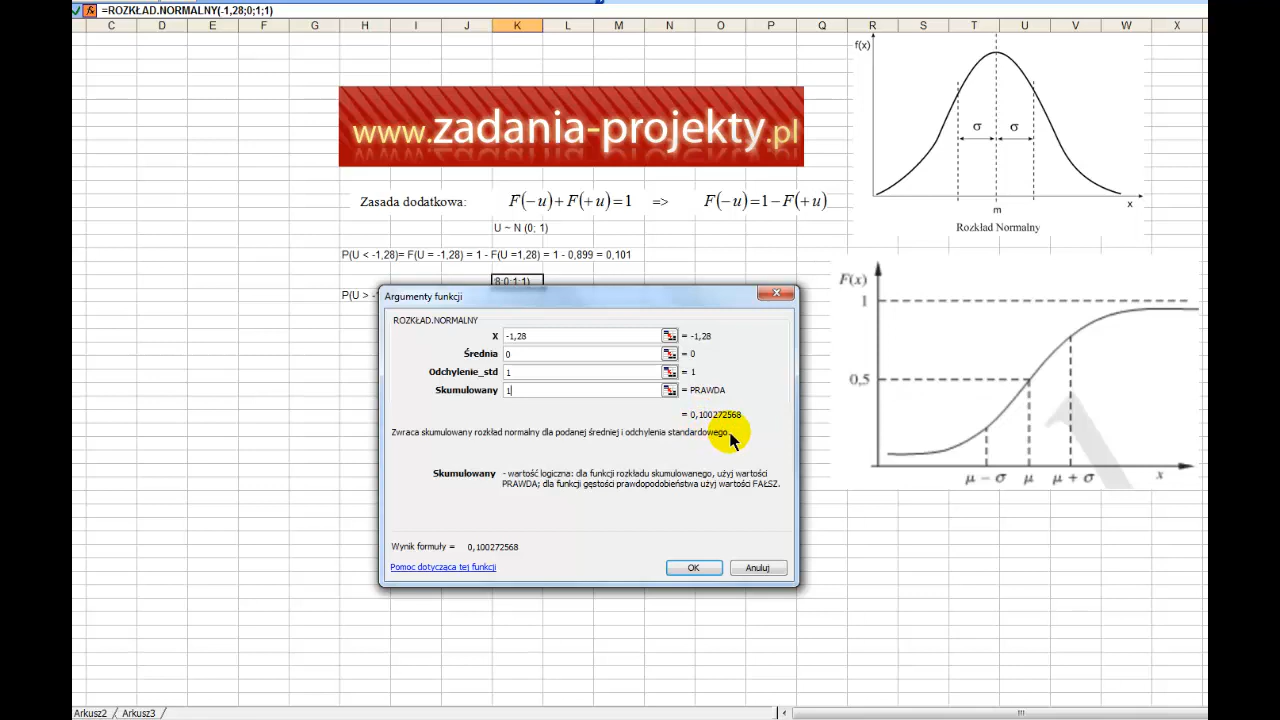 =ROZKŁAD.NORMALNY(-1,28;0;1;1)
C D E F G H I J K L M N O P Q R S T U V W X
www.zadania-projekty.pl
Zasada dodatkowa: F(−u)+F(+u)=1 => F(−u)=1−F(+u)
U ~ N (0; 1)
P(U < -1,28)= F(U = -1,28) = 1 - F(U =1,28) = 1 - 0,899 = 0,101
8;0;1;1)
P(U > -
Argumenty funkcji
ROZKŁAD.NORMALNY
X -1,28 = -1,28
Średnia 0 = 0
Odchylenie_std 1 = 1
Skumulowany 1 = PRAWDA
= 0,100272568
Zwraca skumulowany rozkład normalny dla podanej średniej i odchylenia standardowego.
Skumulowany - wartość logiczna: dla funkcji rozkładu skumulowanego, użyj wartości
PRAWDA; dla funkcji gęstości prawdopodobieństwa użyj wartości FAŁSZ.
Wynik formuły = 0,100272568
Pomoc dotycząca tej funkcji
OK Anuluj
f(x)
σ σ
m x
Rozkład Normalny
F(x)
1
0,5
μ − σ μ μ + σ x
Arkusz2 Arkusz3